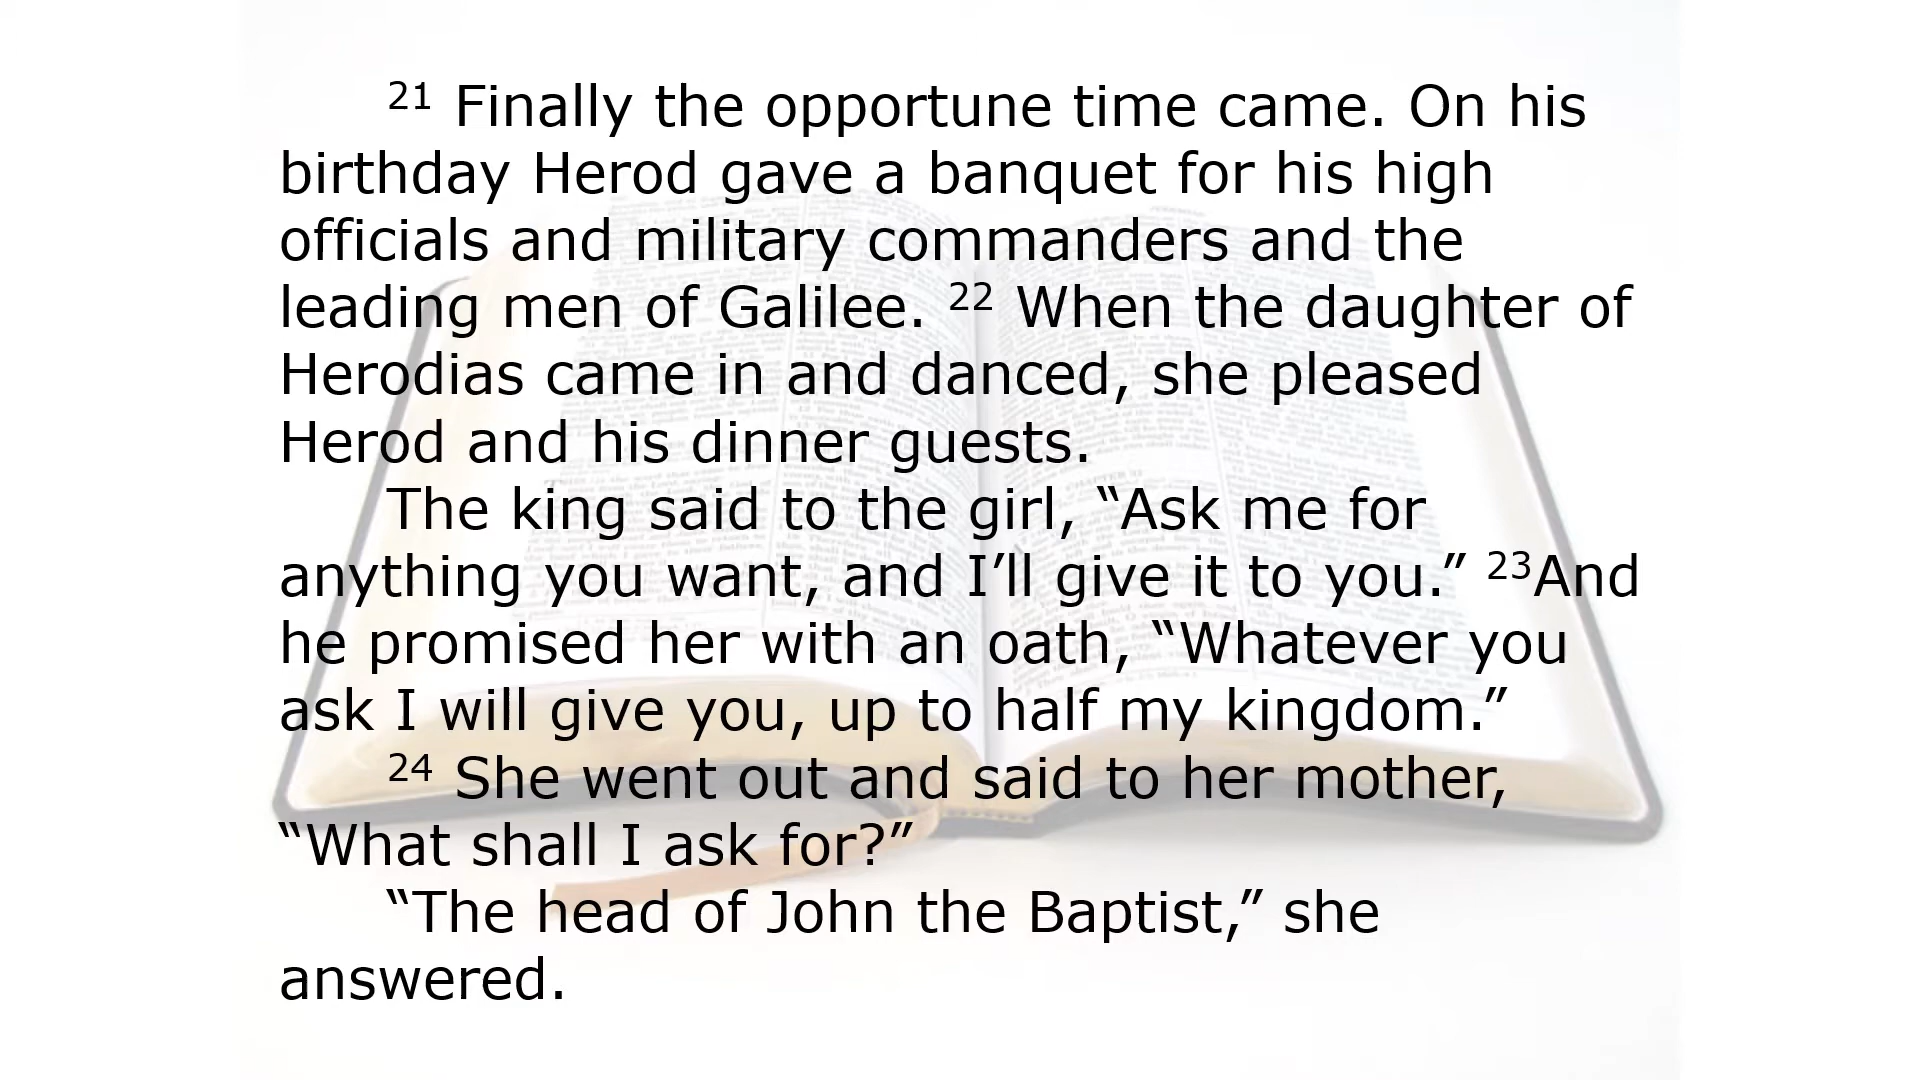 21 Finally the opportune time came. On his
birthday Herod gave a banquet for his high
officials and military commanders and the
leading men of Galilee. 22 When the daughter of
Herodias came in and danced, she pleased
Herod and his dinner guests.
The king said to the girl, “Ask me for
anything you want, and I’ll give it to you.” 23And
he promised her with an oath, “Whatever you
ask I will give you, up to half my kingdom.”
24 She went out and said to her mother,
“What shall I ask for?”
“The head of John the Baptist,” she
answered.